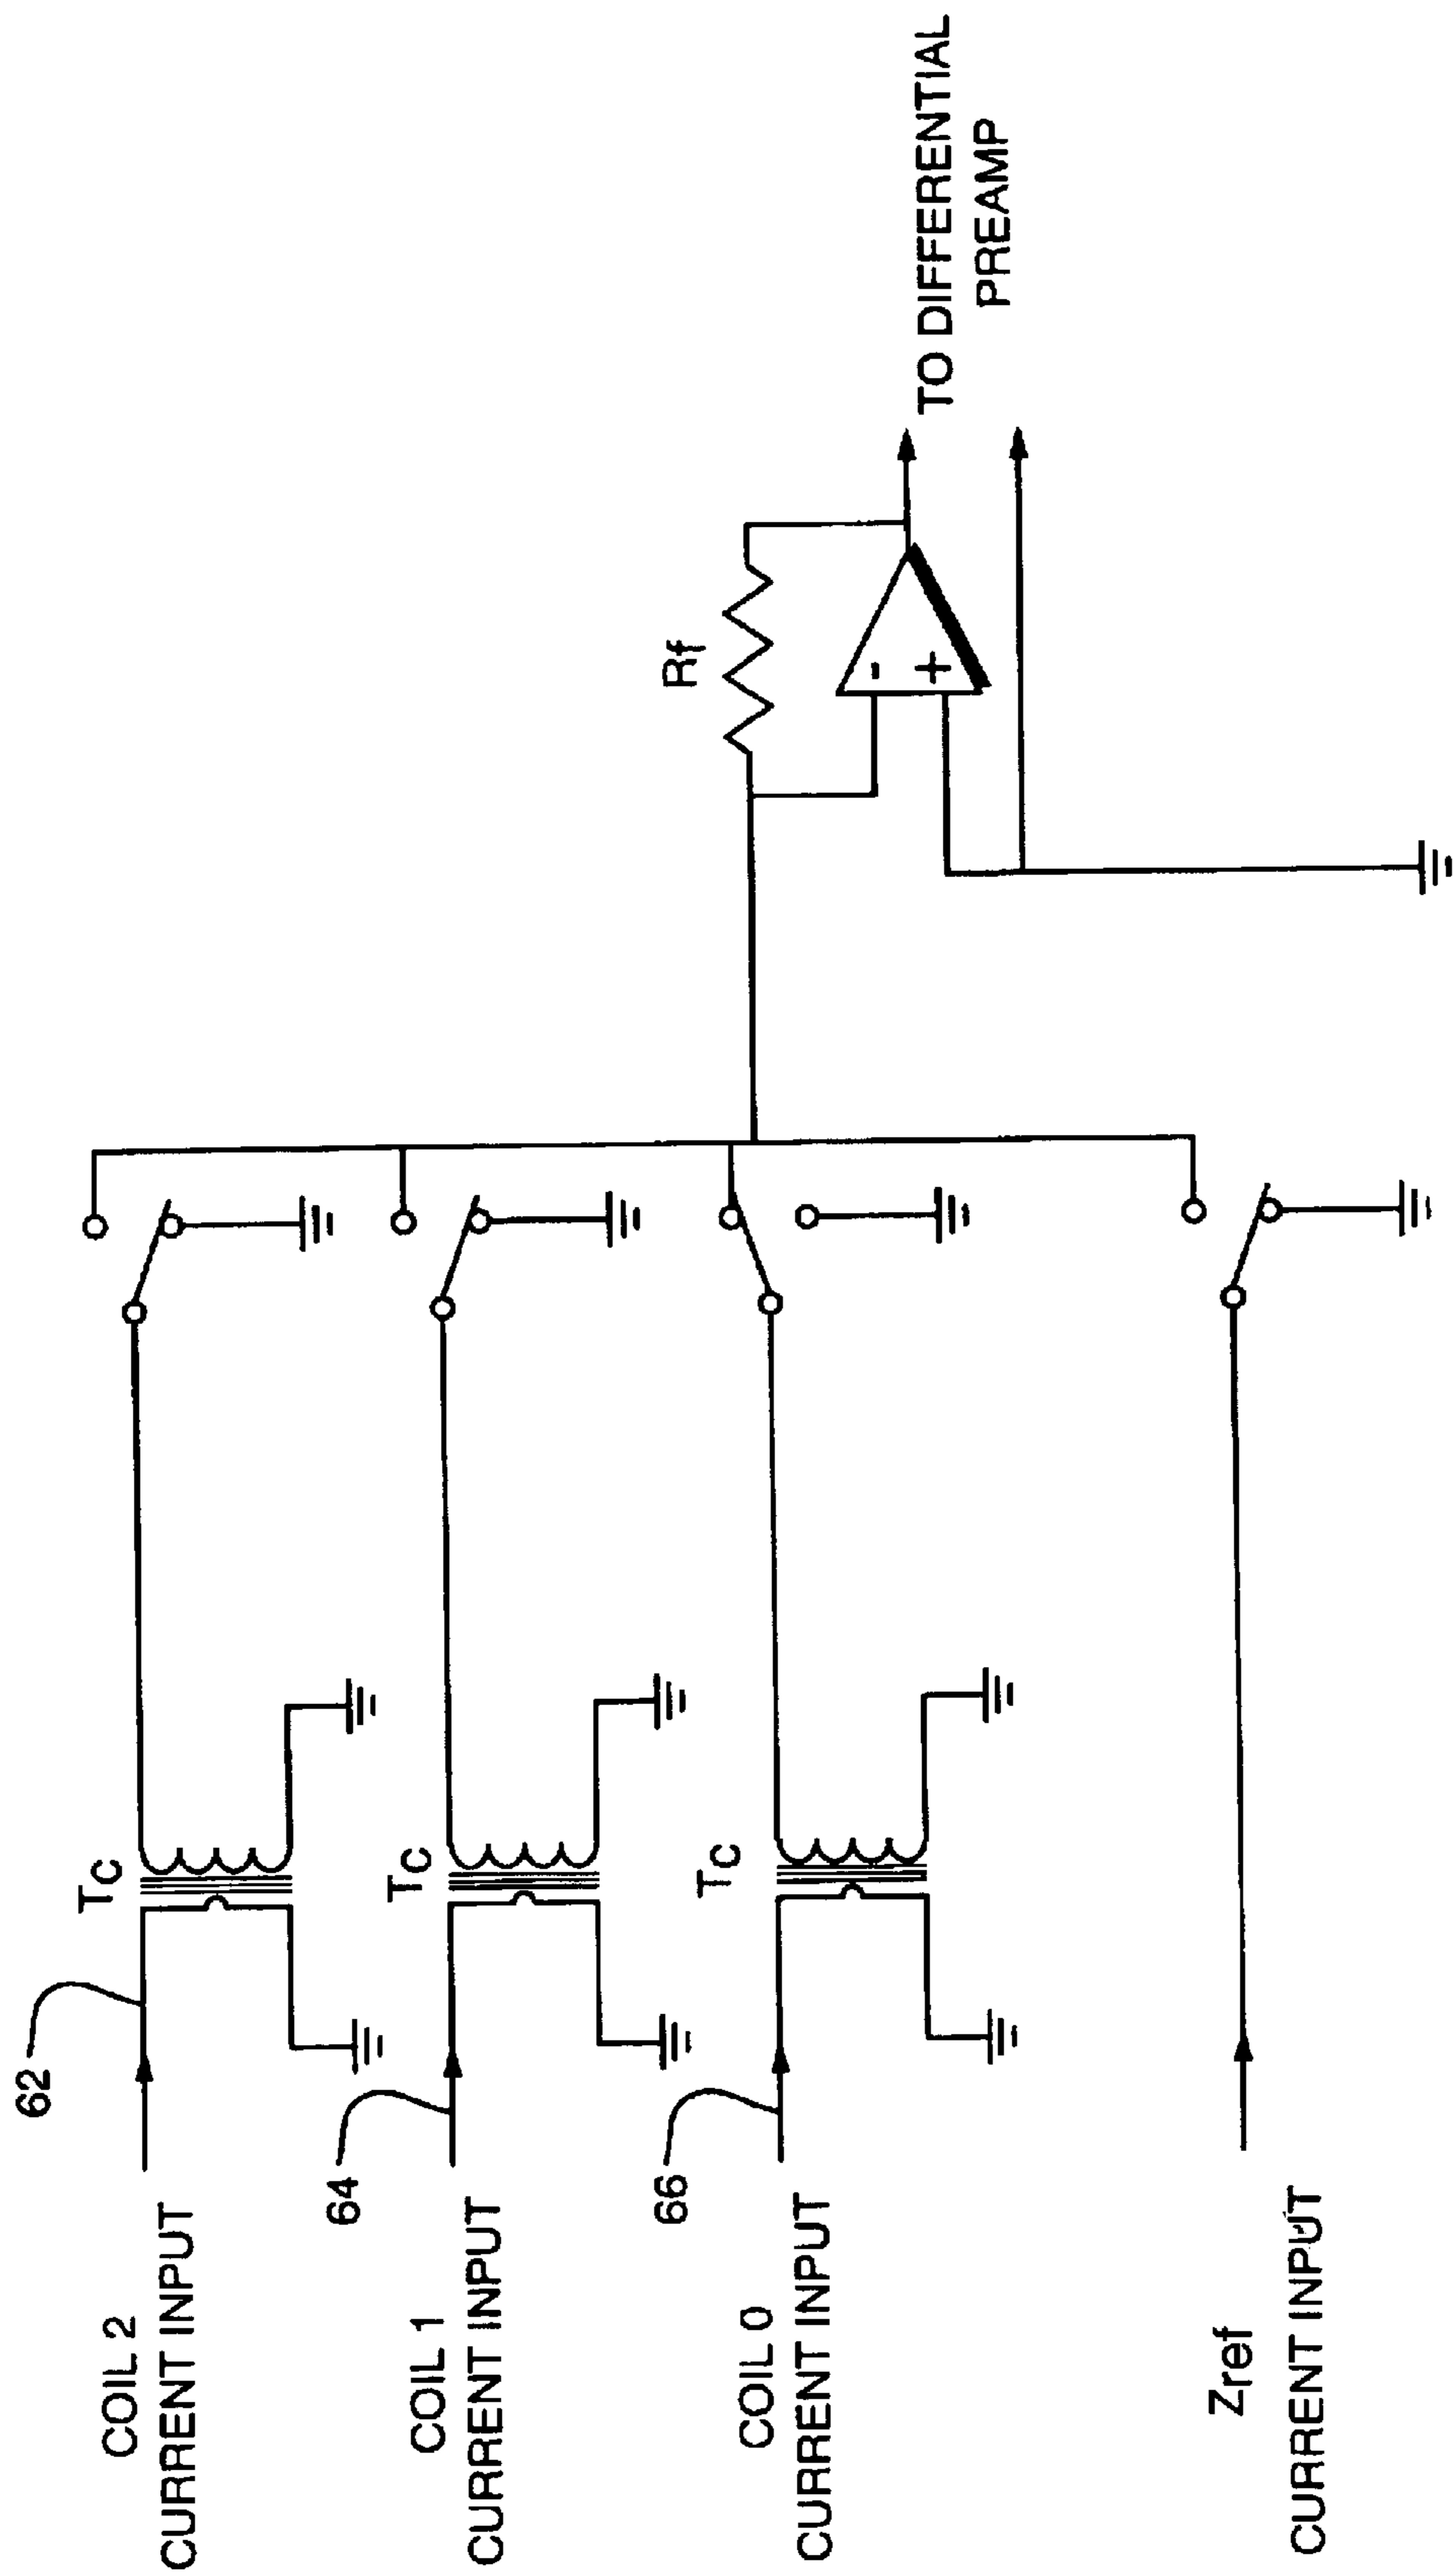 62
COIL 2
CURRENT INPUT
TC
64
COIL 1
CURRENT INPUT
TC
66
COIL 0
CURRENT INPUT
TC
Zref
CURRENT INPUT
Rf
-
+
TO DIFFERENTIAL
PREAMP